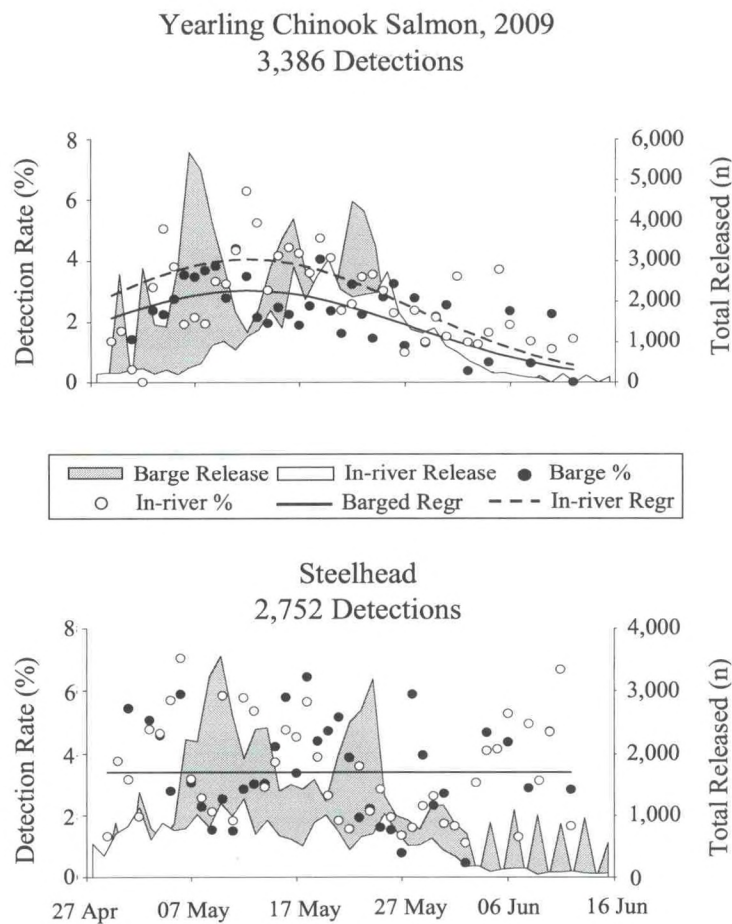 Yearling Chinook Salmon, 2009
3,386 Detections
Detection Rate (%)
8
6
4
2
0
6,000
5,000
4,000
3,000
2,000
1,000
0
Total Released (n)
Barge Release In-river Release Barge %
In-river % Barged Regr In-river Regr
Steelhead
2,752 Detections
Detection Rate (%)
8
6
4
2
0
4,000
3,000
2,000
1,000
0
Total Released (n)
27 Apr 07 May 17 May 27 May 06 Jun 16 Jun